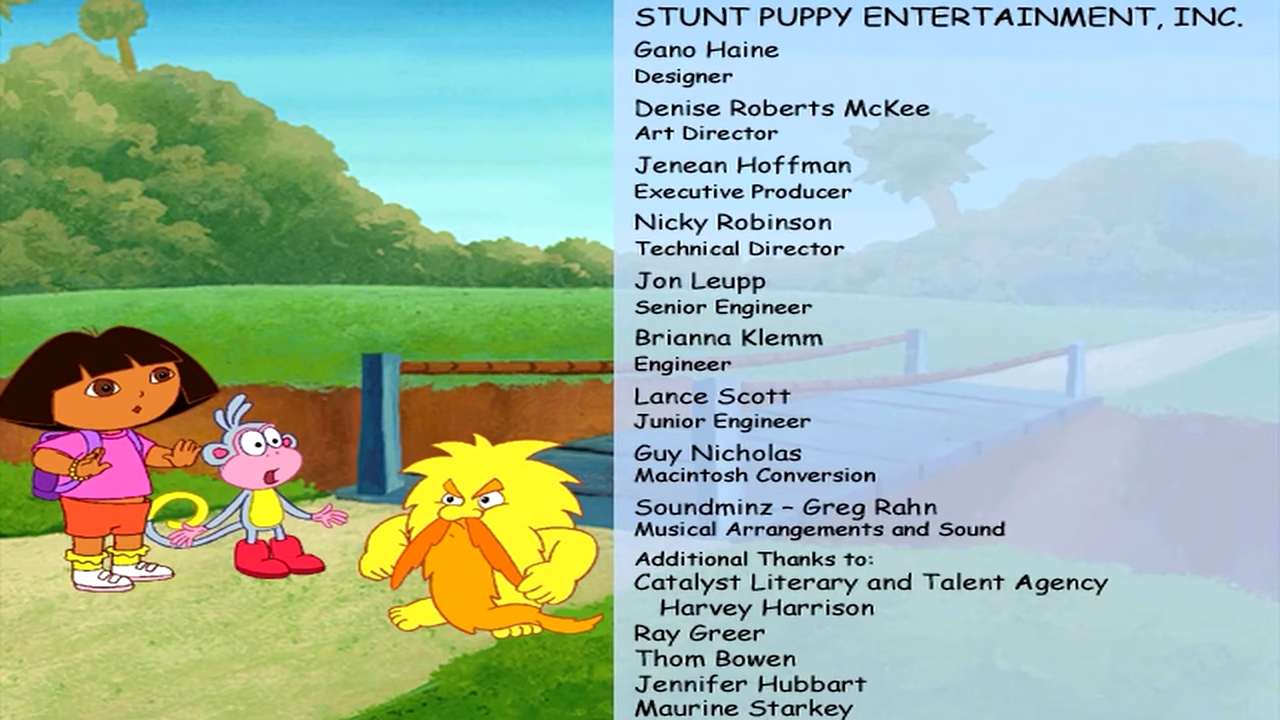 STUNT PUPPY ENTERTAINMENT, INC.
Gano Haine
Designer
Denise Roberts McKee
Art Director
Jenean Hoffman
Executive Producer
Nicky Robinson
Technical Director
Jon Leupp
Senior Engineer
Brianna Klemm
Engineer
Lance Scott
Junior Engineer
Guy Nicholas
Macintosh Conversion
Soundminz - Greg Rahn
Musical Arrangements and Sound
Additional Thanks to:
Catalyst Literary and Talent Agency
Harvey Harrison
Ray Greer
Thom Bowen
Jennifer Hubbart
Maurine Starkey